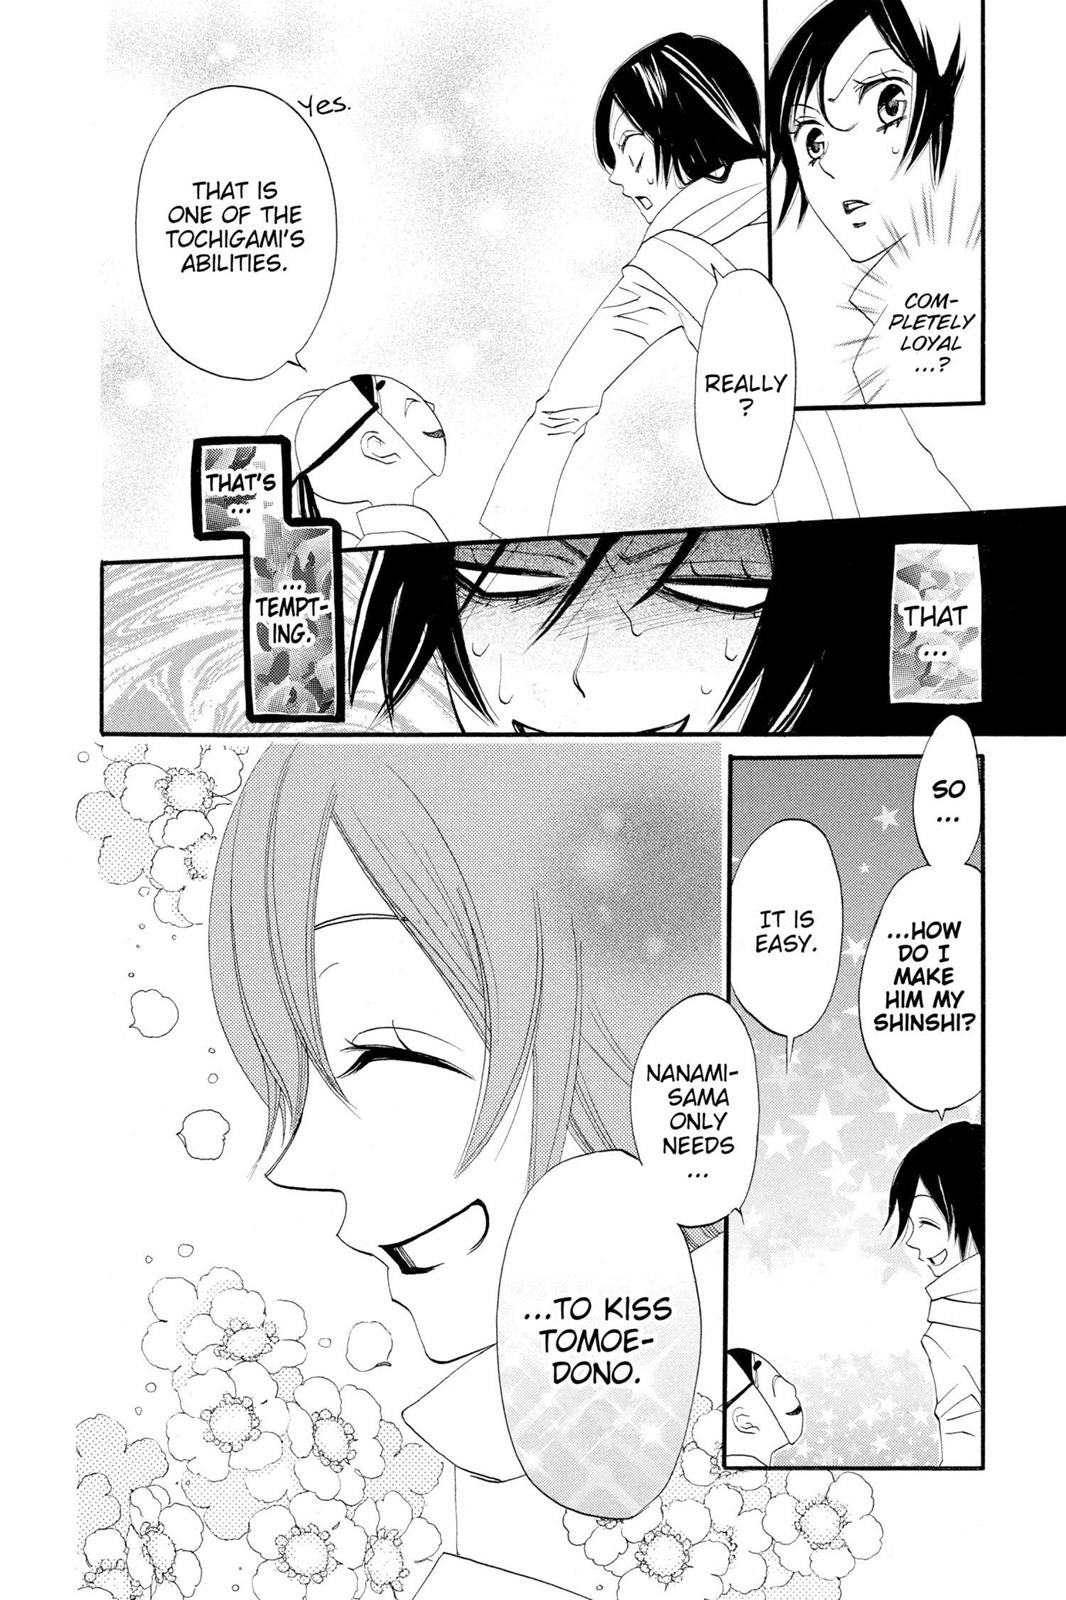 COM-
PLETELY
LOYAL
...?
REALLY
?
Yes.
THAT IS
ONE OF THE
TOCHIGAMI'S
ABILITIES.
THAT
...
THAT'S
...
...
TEMPT-
ING.
SO
...
...HOW
DO I
MAKE
HIM MY
SHINSHI?
IT IS
EASY.
NANAMI-
SAMA
ONLY
NEEDS
...
...TO KISS
TOMOE-
DONO.